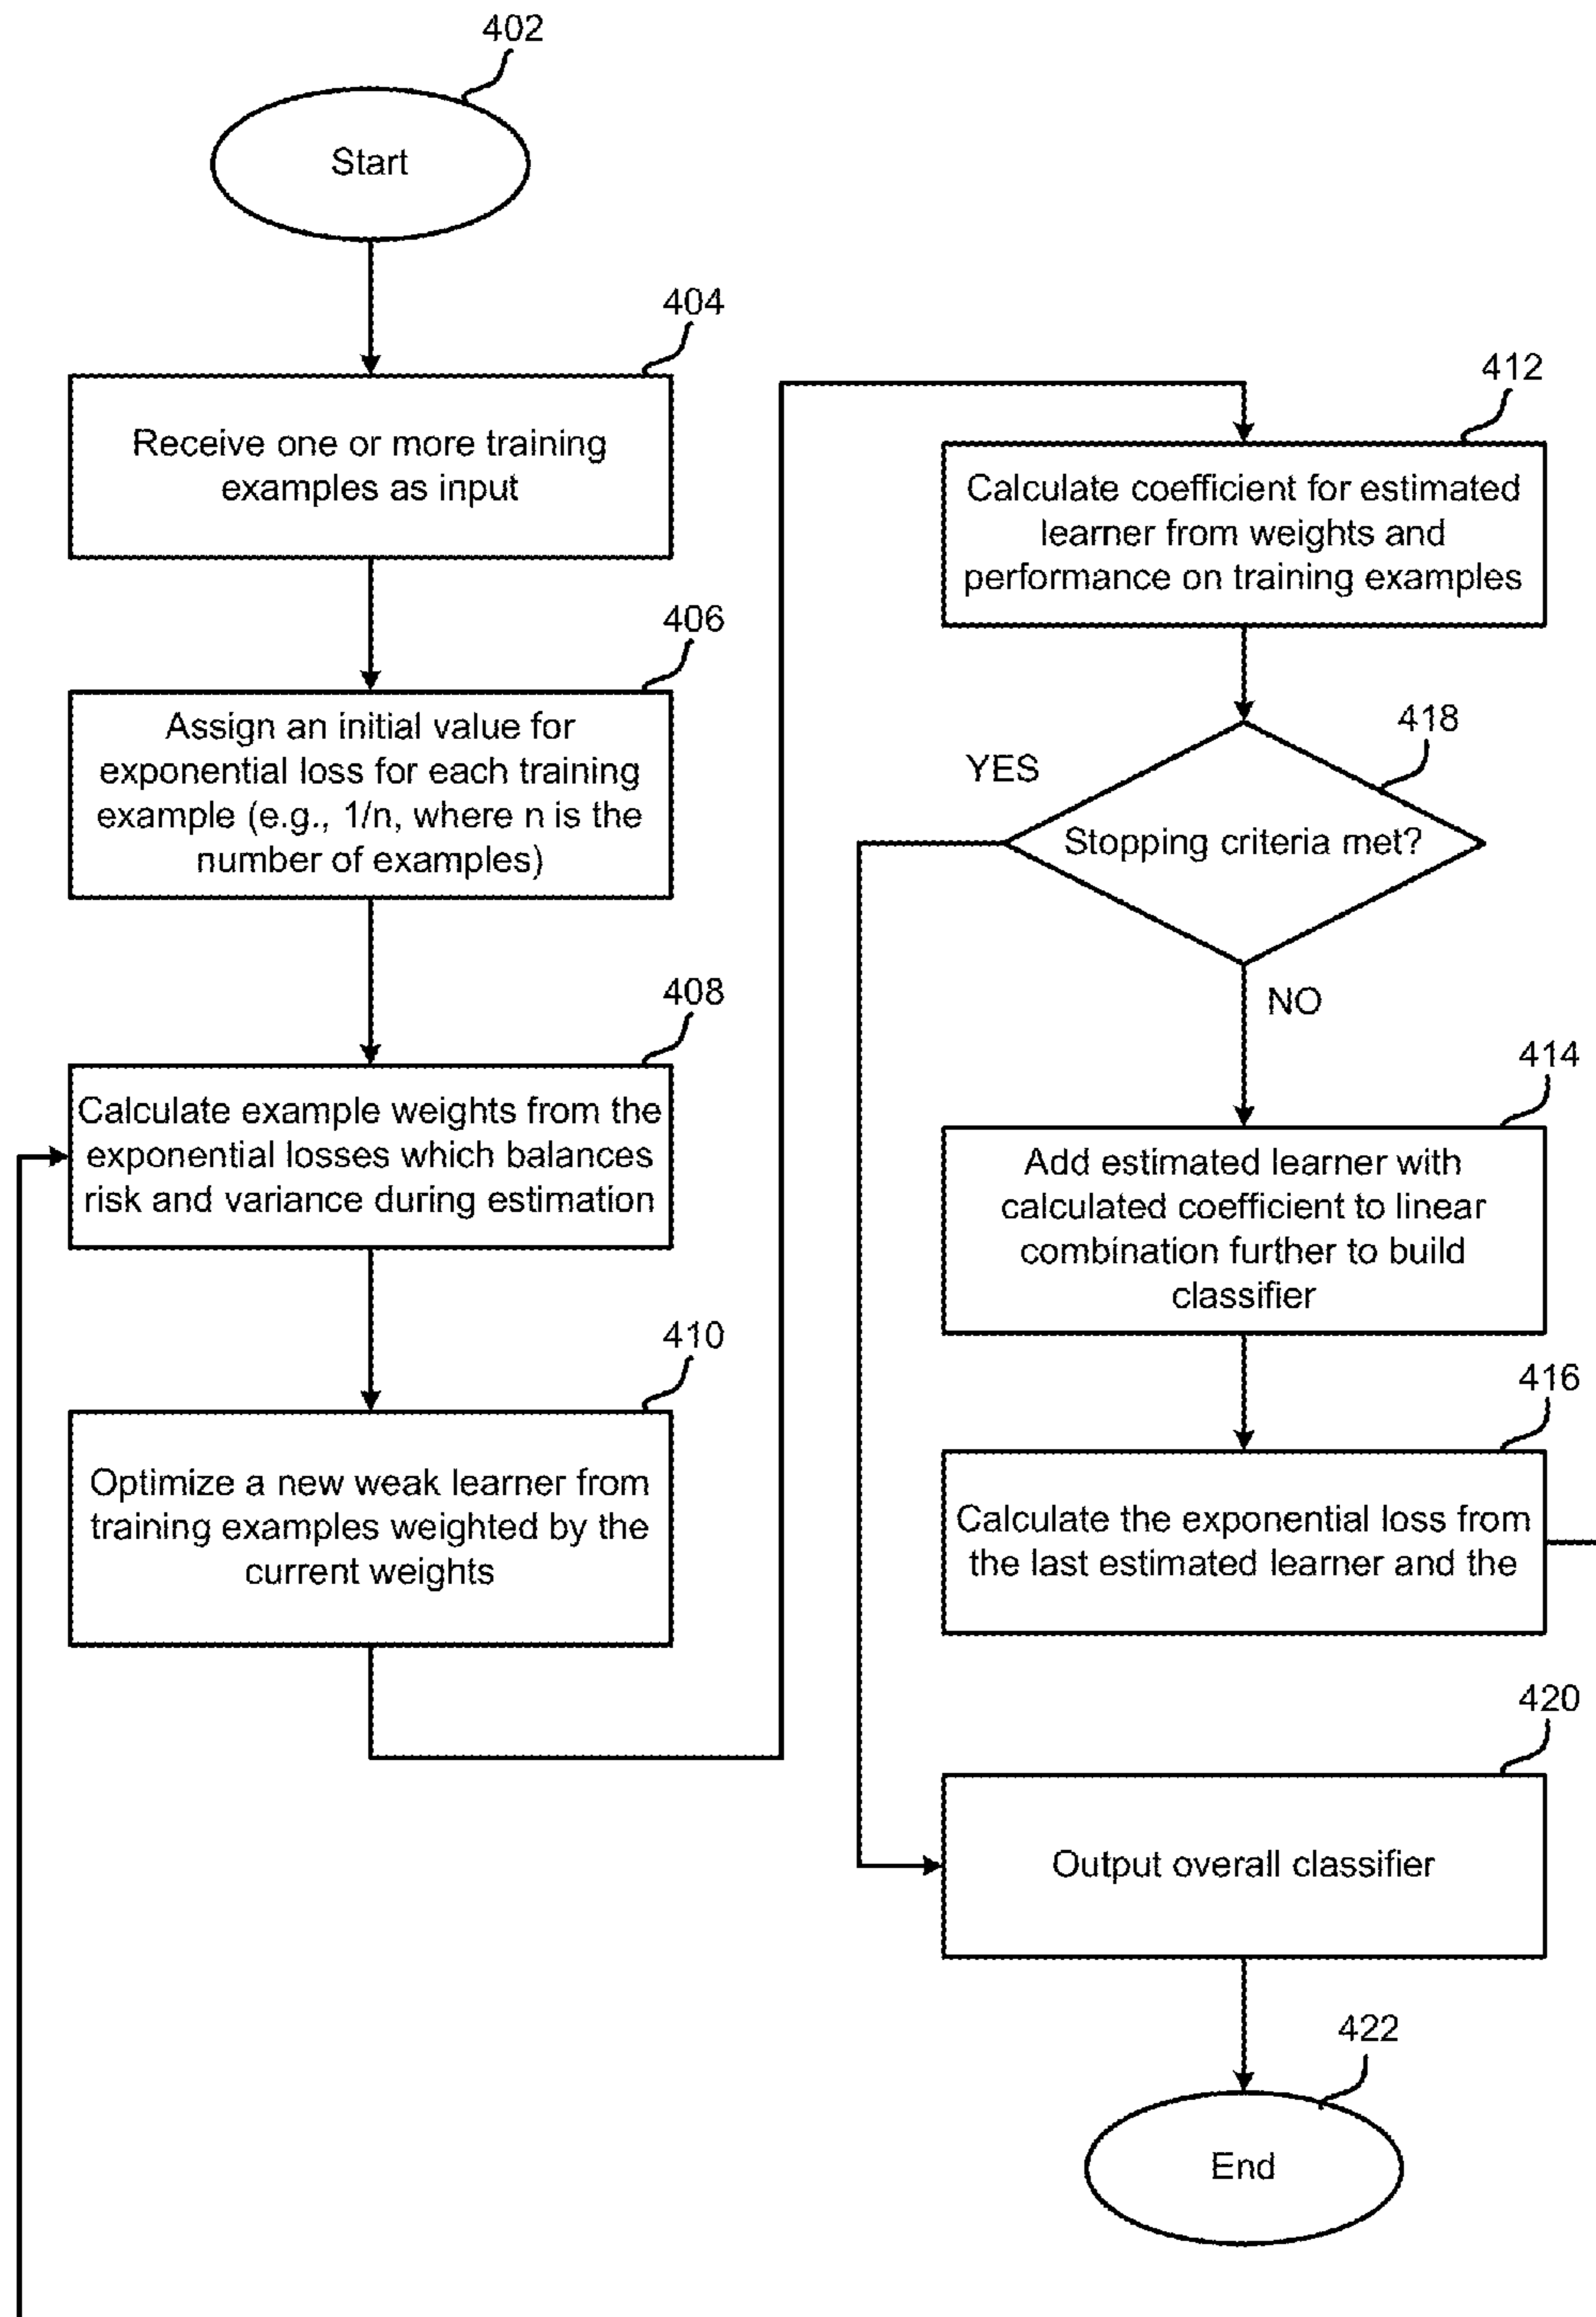 402
Start
404
Receive one or more training
examples as input
406
Assign an initial value for
exponential loss for each training
example (e.g., 1/n, where n is the
number of examples)
408
Calculate example weights from the
exponential losses which balances
risk and variance during estimation
410
Optimize a new weak learner from
training examples weighted by the
current weights
412
Calculate coefficient for estimated
learner from weights and
performance on training examples
418
YES
Stopping criteria met?
NO
414
Add estimated learner with
calculated coefficient to linear
combination further to build
classifier
416
Calculate the exponential loss from
the last estimated learner and the
420
Output overall classifier
422
End